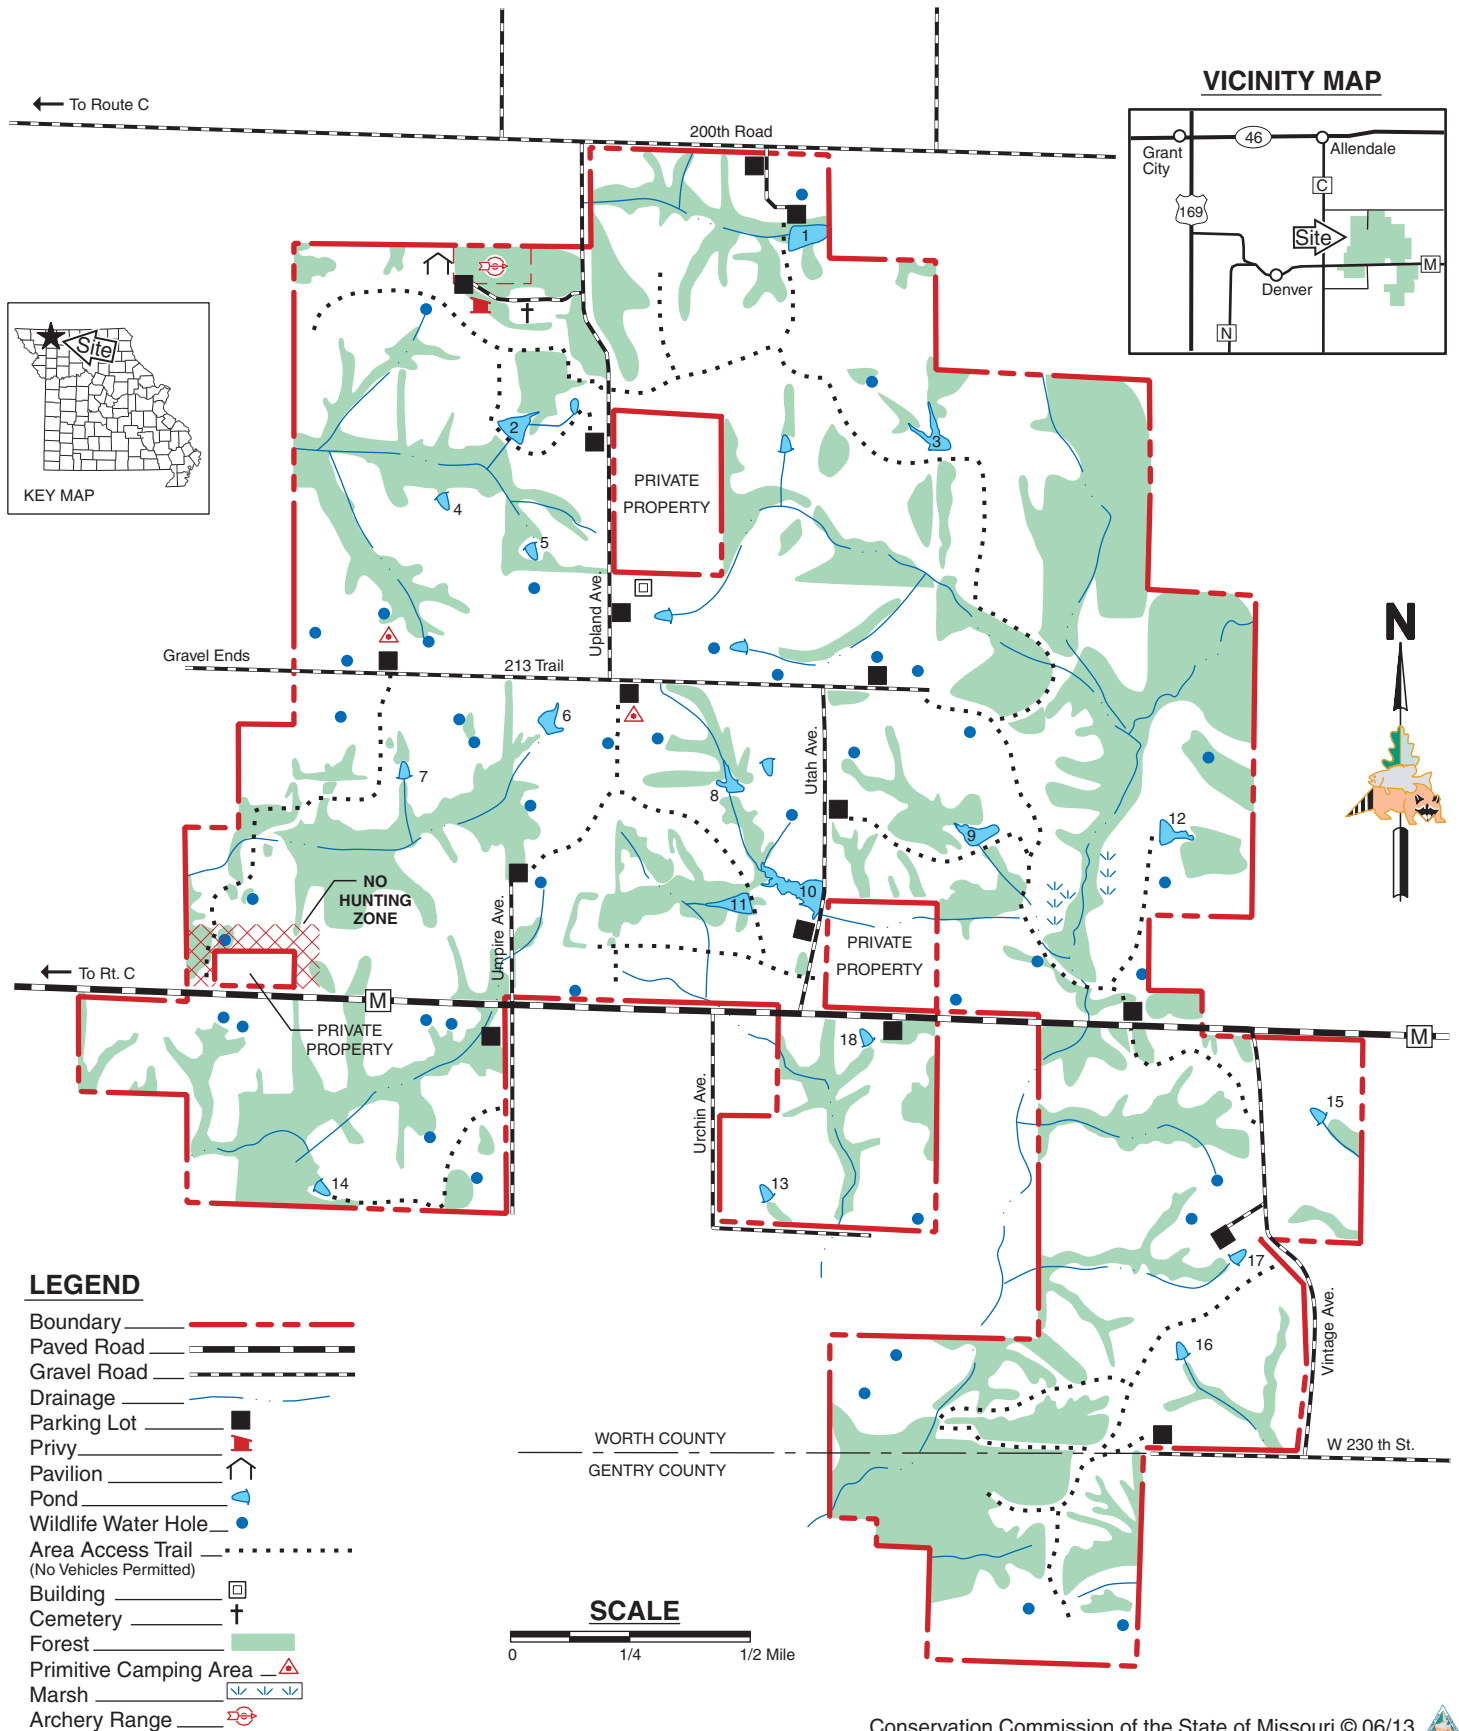 To Route C
200th Road
VICINITY MAP
46
Grant
City
Allendale
C
169
Site
M
Denver
N
1
Site
KEY MAP
2
3
PRIVATE
PROPERTY
4
5
Upland Ave.
N
Gravel Ends
213 Trail
6
7
8
Utah Ave.
9
12
NO
HUNTING
ZONE
10
11
Umpire Ave.
PRIVATE
PROPERTY
To Rt. C
M
PRIVATE
PROPERTY
18
M
Urchin Ave.
15
13
14
17
16
Vintage Ave.
WORTH COUNTY
GENTRY COUNTY
W 230 th St.
LEGEND
Boundary
Paved Road
Gravel Road
Drainage
Parking Lot
Privy
Pavilion
Pond
Wildlife Water Hole
Area Access Trail
(No Vehicles Permitted)
Building
Cemetery
Forest
Primitive Camping Area
Marsh
Archery Range
SCALE
0 1/4 1/2 Mile
Conservation Commission of the State of Missouri © 06/13